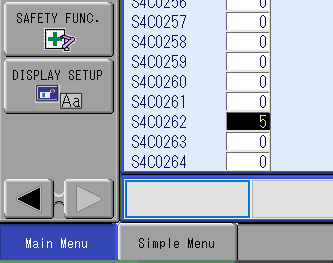 SAFETY FUNC.
DISPLAY SETUP
Aa
S4C0256 0
S4C0257 0
S4C0258 0
S4C0259 0
S4C0260 0
S4C0261 0
S4C0262 5
S4C0263 0
S4C0264 0
Main Menu
Simple Menu